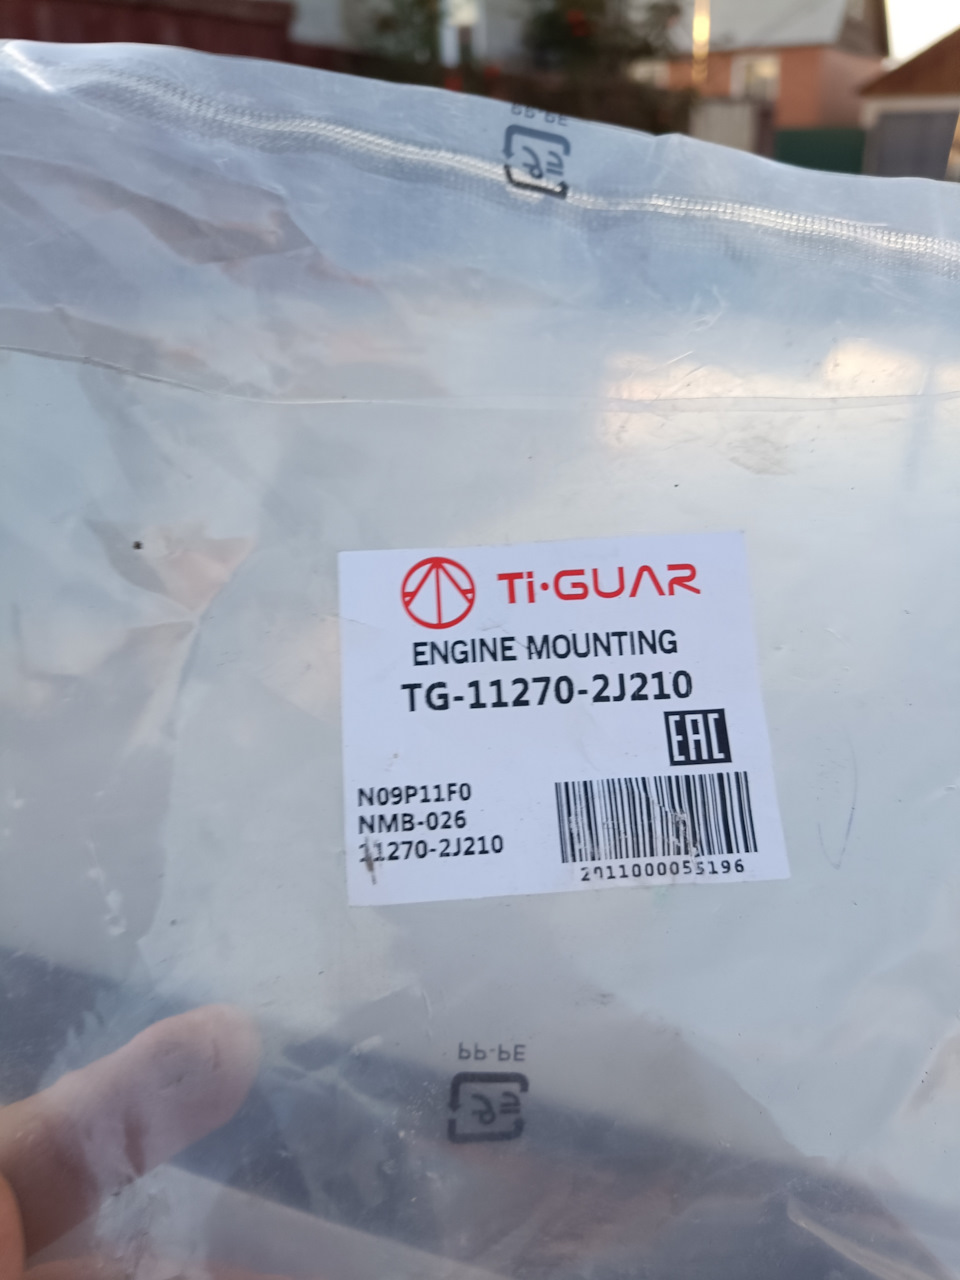 Ti·GUAR
ENGINE MOUNTING
TG-11270-2J210
EAC
N09P11F0
NMB-026
11270-2J210
2011000055196
PP·PE
PP·PE